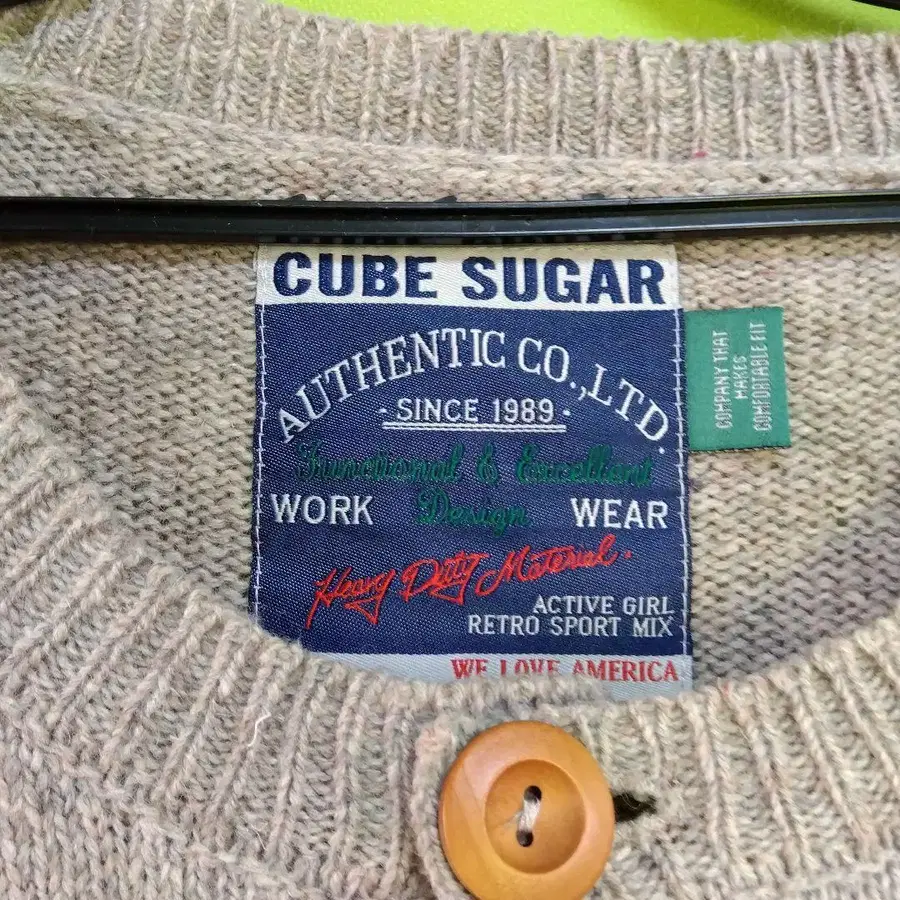 CUBE SUGAR
AUTHENTIC CO.,LTD.
· SINCE 1989 ·
Functional & Excellent
WORK Design WEAR
Heavy Duty Material.
ACTIVE GIRL
RETRO SPORT MIX
WE LOVE AMERICA
COMPANY THAT
MAKES
COMFORTABLE FIT